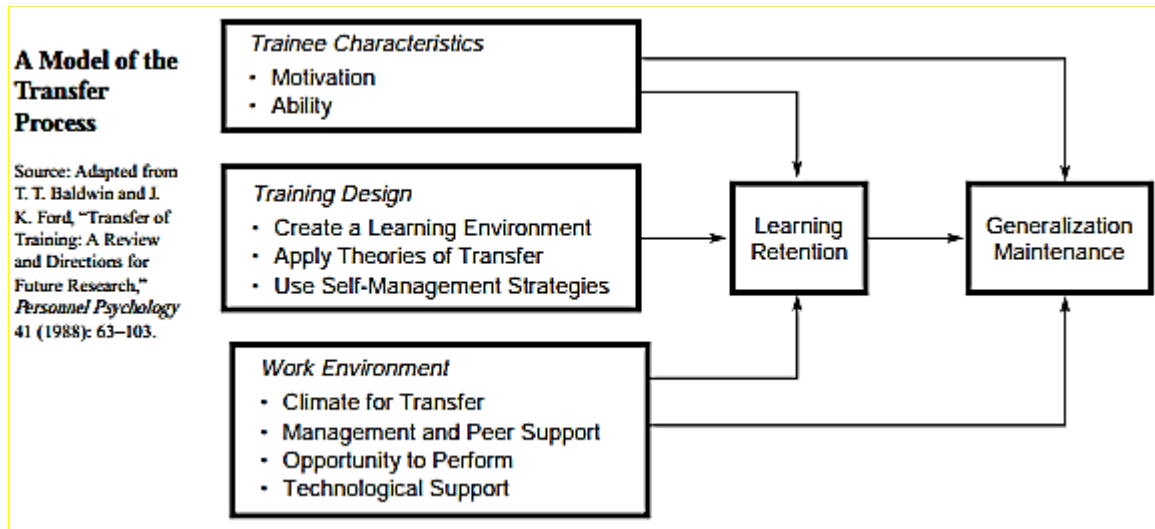 A Model of the
Transfer
Process
Source: Adapted from
T. T. Baldwin and J.
K. Ford, “Transfer of
Training: A Review
and Directions for
Future Research,”
Personnel Psychology
41 (1988): 63–103.
Trainee Characteristics
• Motivation
• Ability
Training Design
• Create a Learning Environment
• Apply Theories of Transfer
• Use Self-Management Strategies
Work Environment
• Climate for Transfer
• Management and Peer Support
• Opportunity to Perform
• Technological Support
Learning
Retention
Generalization
Maintenance